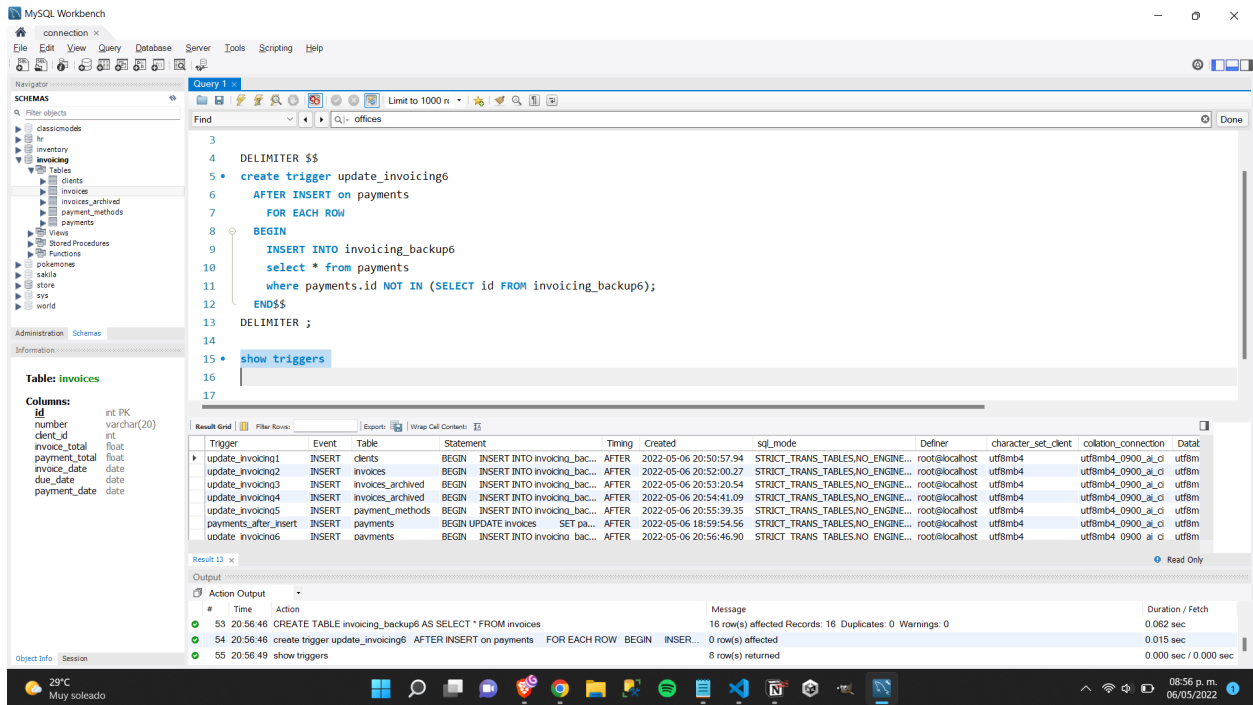 MySQL Workbench
connection ×
File Edit View Query Database Server Tools Scripting Help
Navigator
SCHEMAS
Filter objects
classicmodels
hr
inventory
invoicing
Tables
clients
invoices
invoices_archived
payment_methods
payments
Views
Stored Procedures
Functions
pokemones
sakila
store
sys
world
Administration Schemas
Information
Table: invoices
Columns:
id int PK
number varchar(20)
client_id int
invoice_total float
payment_total float
invoice_date date
due_date date
payment_date date
Object Info Session
Query 1 ×
Limit to 1000 r
Find offices Done
3
4 DELIMITER $$
5 create trigger update_invoicing6
6 AFTER INSERT on payments
7 FOR EACH ROW
8 BEGIN
9 INSERT INTO invoicing_backup6
10 select * from payments
11 where payments.id NOT IN (SELECT id FROM invoicing_backup6);
12 END$$
13 DELIMITER ;
14
15 show triggers
16
17
Result Grid Filter Rows: Export: Wrap Cell Content:
Trigger Event Table Statement Timing Created sql_mode Definer character_set_client collation_connection Datab
update_invoicing1 INSERT clients BEGIN INSERT INTO invoicing_bac... AFTER 2022-05-06 20:50:57.94 STRICT_TRANS_TABLES,NO_ENGINE... root@localhost utf8mb4 utf8mb4_0900_ai_ci utf8m
update_invoicing2 INSERT invoices BEGIN INSERT INTO invoicing_bac... AFTER 2022-05-06 20:52:00.27 STRICT_TRANS_TABLES,NO_ENGINE... root@localhost utf8mb4 utf8mb4_0900_ai_ci utf8m
update_invoicing3 INSERT invoices_archived BEGIN INSERT INTO invoicing_bac... AFTER 2022-05-06 20:53:20.54 STRICT_TRANS_TABLES,NO_ENGINE... root@localhost utf8mb4 utf8mb4_0900_ai_ci utf8m
update_invoicing4 INSERT invoices_archived BEGIN INSERT INTO invoicing_bac... AFTER 2022-05-06 20:54:41.09 STRICT_TRANS_TABLES,NO_ENGINE... root@localhost utf8mb4 utf8mb4_0900_ai_ci utf8m
update_invoicing5 INSERT payment_methods BEGIN INSERT INTO invoicing_bac... AFTER 2022-05-06 20:55:39.35 STRICT_TRANS_TABLES,NO_ENGINE... root@localhost utf8mb4 utf8mb4_0900_ai_ci utf8m
payments_after_insert INSERT payments BEGIN UPDATE invoices SET pa... AFTER 2022-05-06 18:59:54.56 STRICT_TRANS_TABLES,NO_ENGINE... root@localhost utf8mb4 utf8mb4_0900_ai_ci utf8m
update_invoicing6 INSERT payments BEGIN INSERT INTO invoicing_bac... AFTER 2022-05-06 20:56:46.90 STRICT_TRANS_TABLES,NO_ENGINE... root@localhost utf8mb4 utf8mb4_0900_ai_ci utf8m
Result 13 × Read Only
Output
Action Output
# Time Action Message Duration / Fetch
53 20:56:46 CREATE TABLE invoicing_backup6 AS SELECT * FROM invoices 16 row(s) affected Records: 16 Duplicates: 0 Warnings: 0 0.062 sec
54 20:56:46 create trigger update_invoicing6 AFTER INSERT on payments FOR EACH ROW BEGIN INSER... 0 row(s) affected 0.015 sec
55 20:56:49 show triggers 8 row(s) returned 0.000 sec / 0.000 sec
29°C
Muy soleado
08:56 p. m.
06/05/2022
1